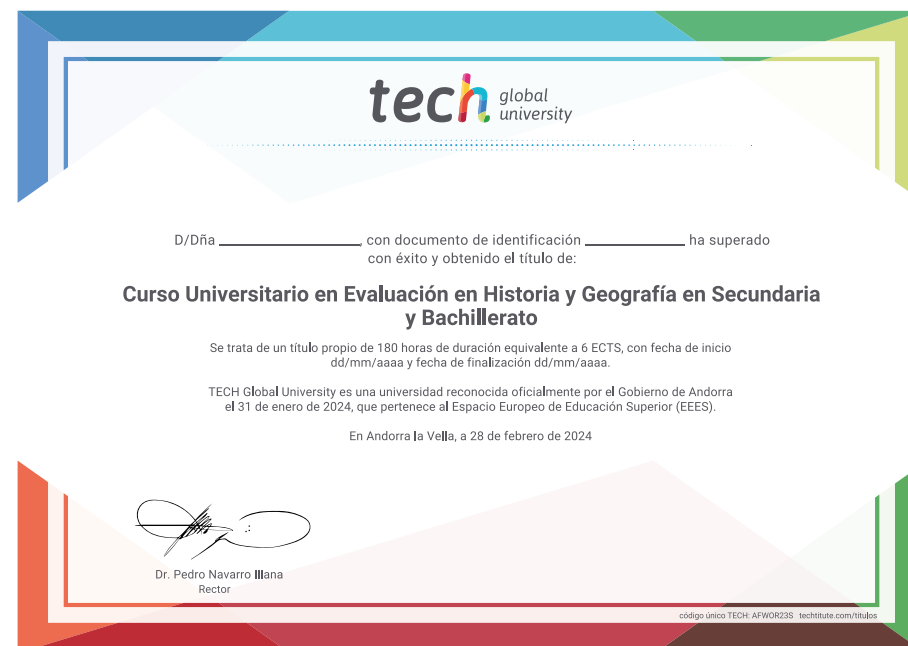 tech global university
D/Dña ______________________, con documento de identificación ______________ ha superado
con éxito y obtenido el título de:
Curso Universitario en Evaluación en Historia y Geografía en Secundaria
y Bachillerato
Se trata de un título propio de 180 horas de duración equivalente a 6 ECTS, con fecha de inicio
dd/mm/aaaa y fecha de finalización dd/mm/aaaa.
TECH Global University es una universidad reconocida oficialmente por el Gobierno de Andorra
el 31 de enero de 2024, que pertenece al Espacio Europeo de Educación Superior (EEES).
En Andorra la Vella, a 28 de febrero de 2024
Dr. Pedro Navarro Illana
Rector
código único TECH: AFWOR23S techtitute.com/titulos